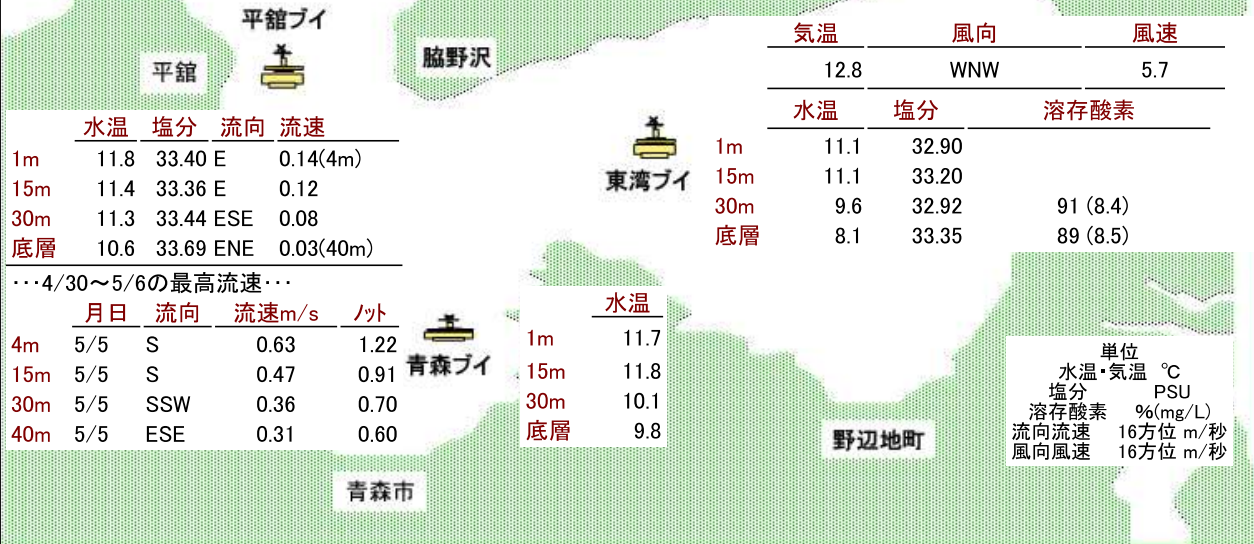 平舘ブイ
平舘
脇野沢
水温 塩分 流向 流速
1m 11.8 33.40 E 0.14(4m)
15m 11.4 33.36 E 0.12
30m 11.3 33.44 ESE 0.08
底層 10.6 33.69 ENE 0.03(40m)
…4/30～5/6の最高流速…
月日 流向 流速m/s ノット
4m 5/5 S 0.63 1.22
15m 5/5 S 0.47 0.91
30m 5/5 SSW 0.36 0.70
40m 5/5 ESE 0.31 0.60
気温 風向 風速
12.8 WNW 5.7
水温 塩分 溶存酸素
1m 11.1 32.90
15m 11.1 33.20
30m 9.6 32.92 91 (8.4)
底層 8.1 33.35 89 (8.5)
東湾ブイ
青森ブイ
水温
1m 11.7
15m 11.8
30m 10.1
底層 9.8
青森市
野辺地町
単位
水温・気温 ℃
塩分 PSU
溶存酸素 %(mg/L)
流向流速 16方位 m/秒
風向風速 16方位 m/秒